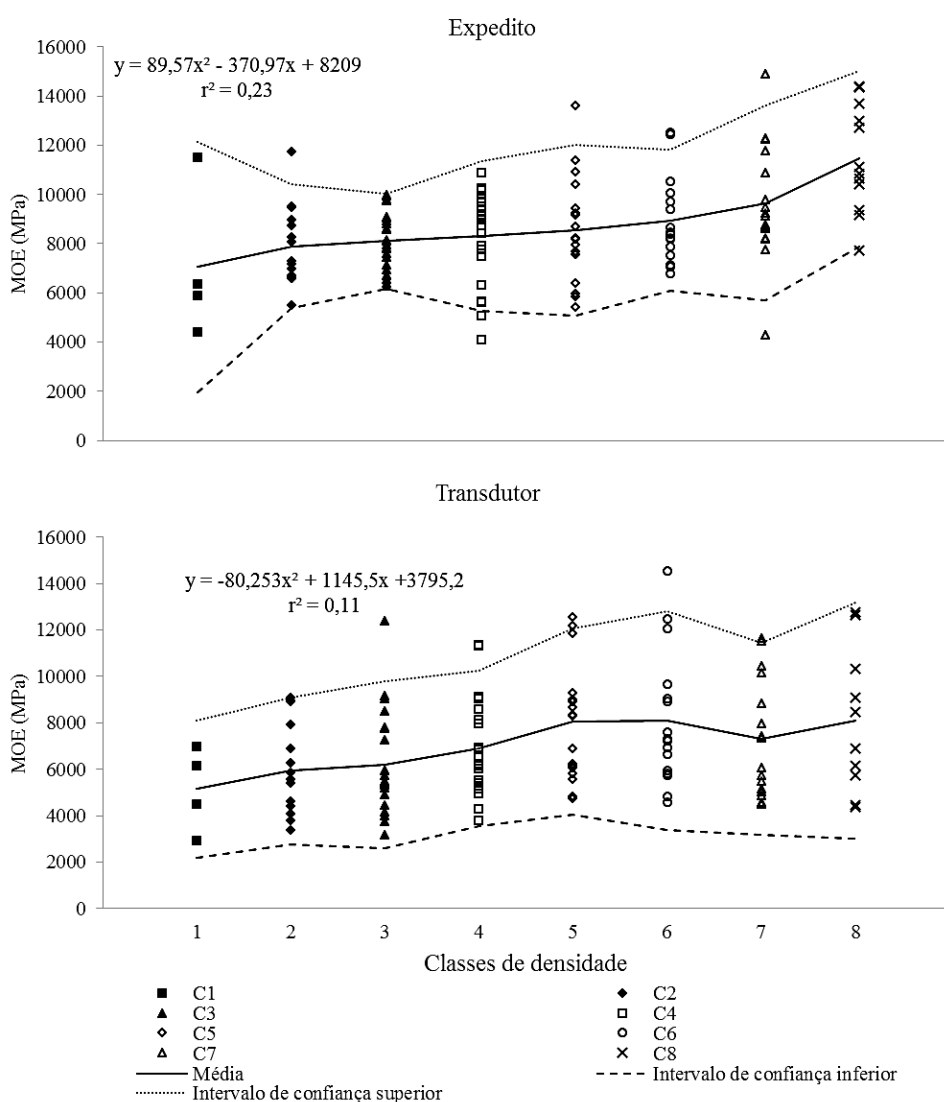 Expedito
16000
14000
12000
10000
8000
6000
4000
2000
0
MOE (MPa)
y = 89,57x² - 370,97x + 8209
r² = 0,23
Transdutor
16000
14000
12000
10000
8000
6000
4000
2000
0
MOE (MPa)
y = -80,253x² + 1145,5x +3795,2
r² = 0,11
1 2 3 4 5 6 7 8
Classes de densidade
C1 C2
C3 C4
C5 C6
C7 C8
Média Intervalo de confiança inferior
Intervalo de confiança superior